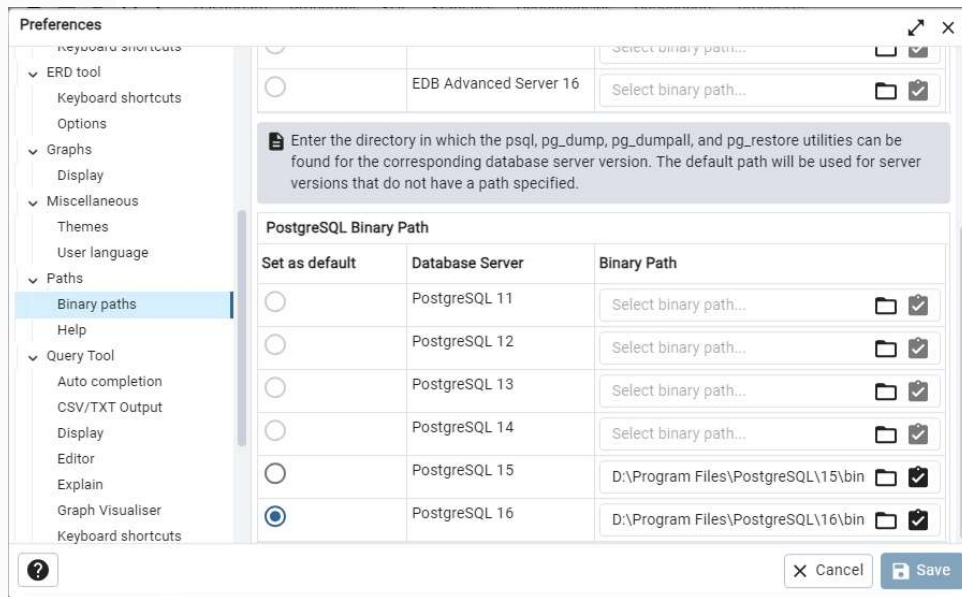 Preferences
Keyboard shortcuts
ERD tool
Keyboard shortcuts
Options
Graphs
Display
Miscellaneous
Themes
User language
Paths
Binary paths
Help
Query Tool
Auto completion
CSV/TXT Output
Display
Editor
Explain
Graph Visualiser
Keyboard shortcuts
Select binary path...
EDB Advanced Server 16 Select binary path...
Enter the directory in which the psql, pg_dump, pg_dumpall, and pg_restore utilities can be
found for the corresponding database server version. The default path will be used for server
versions that do not have a path specified.
PostgreSQL Binary Path
Set as default Database Server Binary Path
PostgreSQL 11 Select binary path...
PostgreSQL 12 Select binary path...
PostgreSQL 13 Select binary path...
PostgreSQL 14 Select binary path...
PostgreSQL 15 D:\Program Files\PostgreSQL\15\bin
PostgreSQL 16 D:\Program Files\PostgreSQL\16\bin
? X Cancel Save